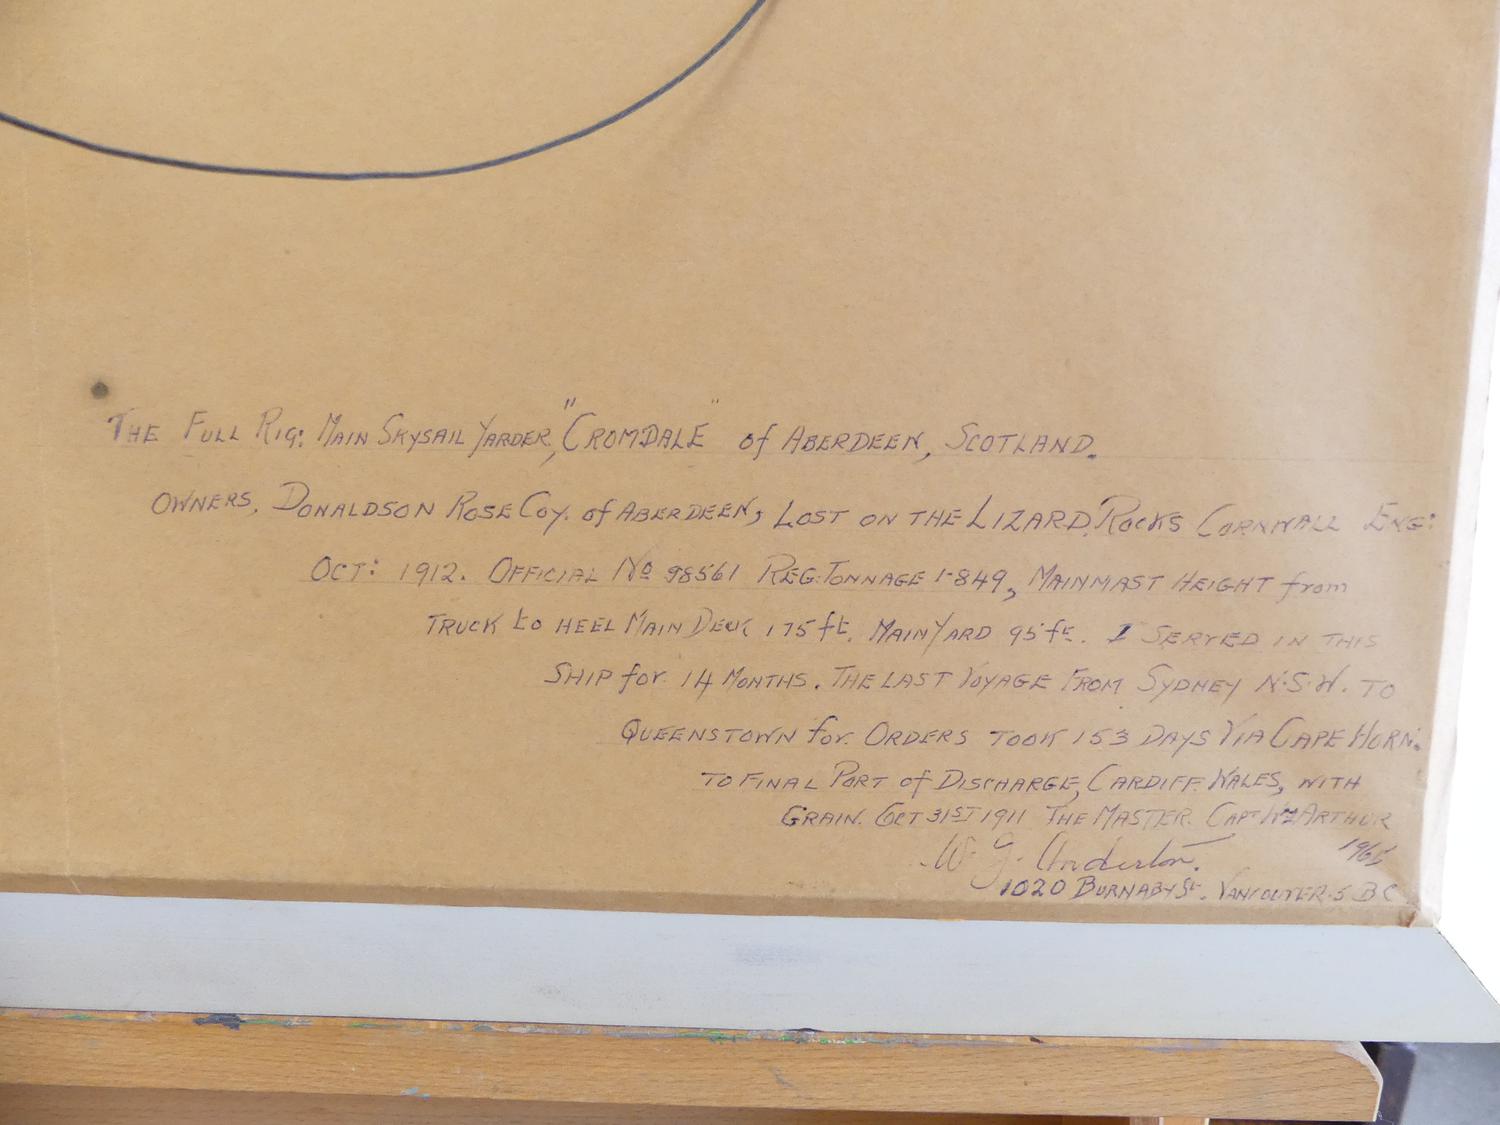 THE FULL RIG: MAIN SKYSAIL YARDER, "CROMDALE" of ABERDEEN, SCOTLAND.
OWNERS, DONALDSON ROSE COY. of ABERDEEN, LOST ON THE LIZARD, ROCKS CORNWALL ENG:
OCT: 1912. OFFICIAL No 98561 REG: TONNAGE 1-849, MAINMAST HEIGHT from
TRUCK to HEEL MAIN DECK 175 ft. MAIN YARD 95 ft. I SERVED IN THIS
SHIP for 14 MONTHS. THE LAST VOYAGE FROM SYDNEY N.S.W. TO
QUEENSTOWN for ORDERS TOOK 153 DAYS VIA CAPE HORN.
TO FINAL PORT of DISCHARGE, CARDIFF. WALES, WITH
GRAIN. OCT 31ST 1911 THE MASTER. CAPT ARTHUR
W. G. Anderton. 1965
1020 BURNABY St. VANCOUVER. 5 B C